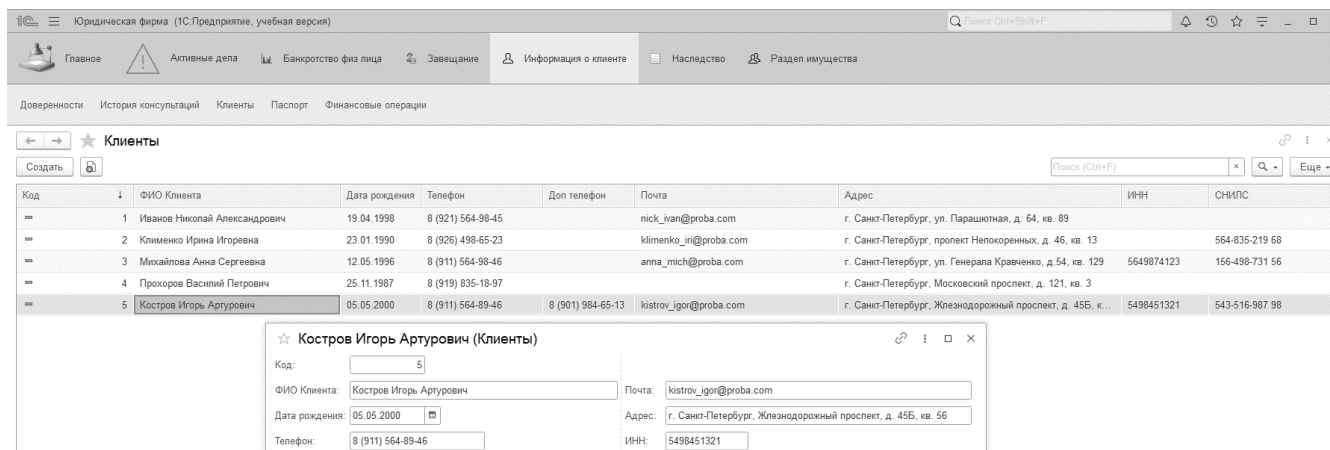 1С Юридическая фирма (1С:Предприятие, учебная версия) Поиск Ctrl+Shift+F
Главное Активные дела Банкротство физ лица Завещание Информация о клиенте Наследство Раздел имущества
Доверенности История консультаций Клиенты Паспорт Финансовые операции
Клиенты
Создать Поиск (Ctrl+F) × Еще
Код ↓ ФИО Клиента Дата рождения Телефон Доп телефон Почта Адрес ИНН СНИЛС
1 Иванов Николай Александрович 19.04.1998 8 (921) 564-98-45 nick_ivan@proba.com г. Санкт-Петербург, ул. Парашютная, д. 64, кв. 89
2 Клименко Ирина Игоревна 23.01.1990 8 (926) 498-65-23 klimenko_iri@proba.com г. Санкт-Петербург, пропект Непокоренных, д. 46, кв. 13 564-835-219 68
3 Михайлова Анна Сергеевна 12.05.1996 8 (911) 564-98-46 anna_mich@proba.com г. Санкт-Петербург, ул. Генерала Кравченко, д.54, кв. 129 5649874123 156-498-731 56
4 Прохоров Василий Петрович 25.11.1987 8 (919) 835-18-97 г. Санкт-Петербург, Московский проспект, д. 121, кв. 3
5 Костров Игорь Артурович 05.05.2000 8 (911) 564-89-46 8 (901) 984-65-13 kistrov_igor@proba.com г. Санкт-Петербург, Жлезнодорожный проспект, д. 45Б, к... 5498451321 543-516-987 98
Костров Игорь Артурович (Клиенты)
Код: 5
ФИО Клиента: Костров Игорь Артурович Почта: kistrov_igor@proba.com
Дата рождения: 05.05.2000 Адрес: г. Санкт-Петербург, Жлезнодорожный проспект, д. 45Б, кв. 56
Телефон: 8 (911) 564-89-46 ИНН: 5498451321